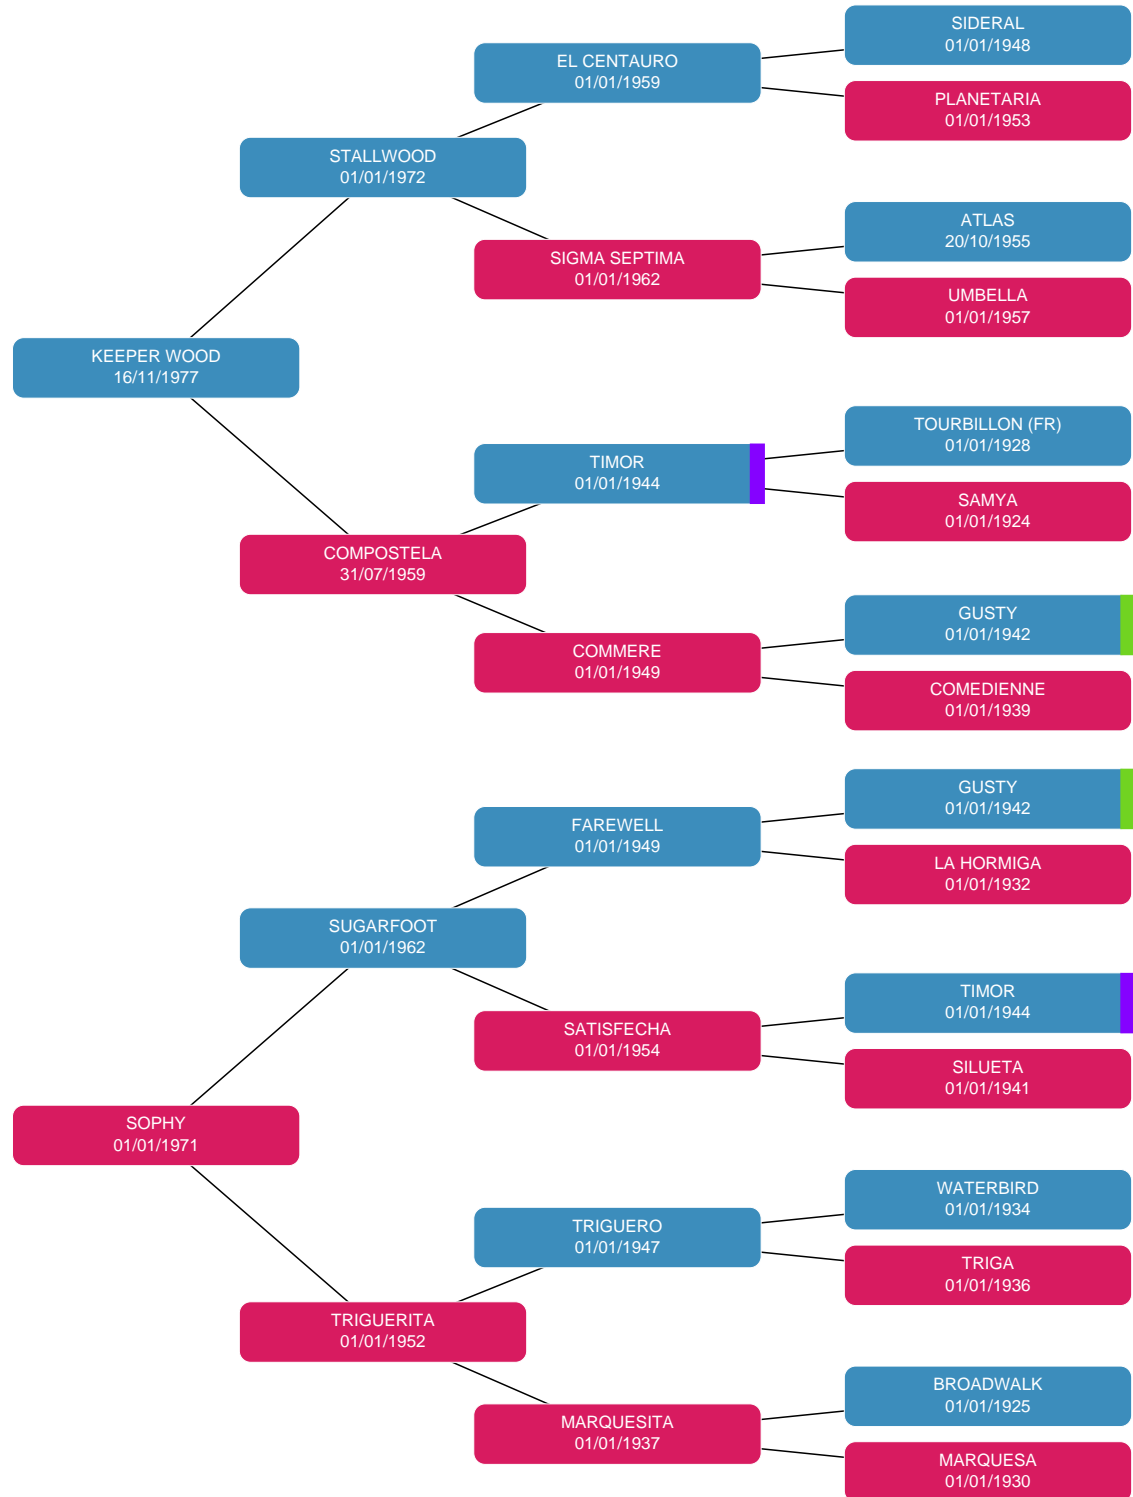 SIDERAL
01/01/1948
EL CENTAURO
01/01/1959
PLANETARIA
01/01/1953
STALLWOOD
01/01/1972
ATLAS
20/10/1955
SIGMA SEPTIMA
01/01/1962
UMBELLA
01/01/1957
KEEPER WOOD
16/11/1977
TOURBILLON (FR)
01/01/1928
TIMOR
01/01/1944
SAMYA
01/01/1924
COMPOSTELA
31/07/1959
GUSTY
01/01/1942
COMMERE
01/01/1949
COMEDIENNE
01/01/1939
GUSTY
01/01/1942
FAREWELL
01/01/1949
LA HORMIGA
01/01/1932
SUGARFOOT
01/01/1962
TIMOR
01/01/1944
SATISFECHA
01/01/1954
SILUETA
01/01/1941
SOPHY
01/01/1971
WATERBIRD
01/01/1934
TRIGUERO
01/01/1947
TRIGA
01/01/1936
TRIGUERITA
01/01/1952
BROADWALK
01/01/1925
MARQUESITA
01/01/1937
MARQUESA
01/01/1930